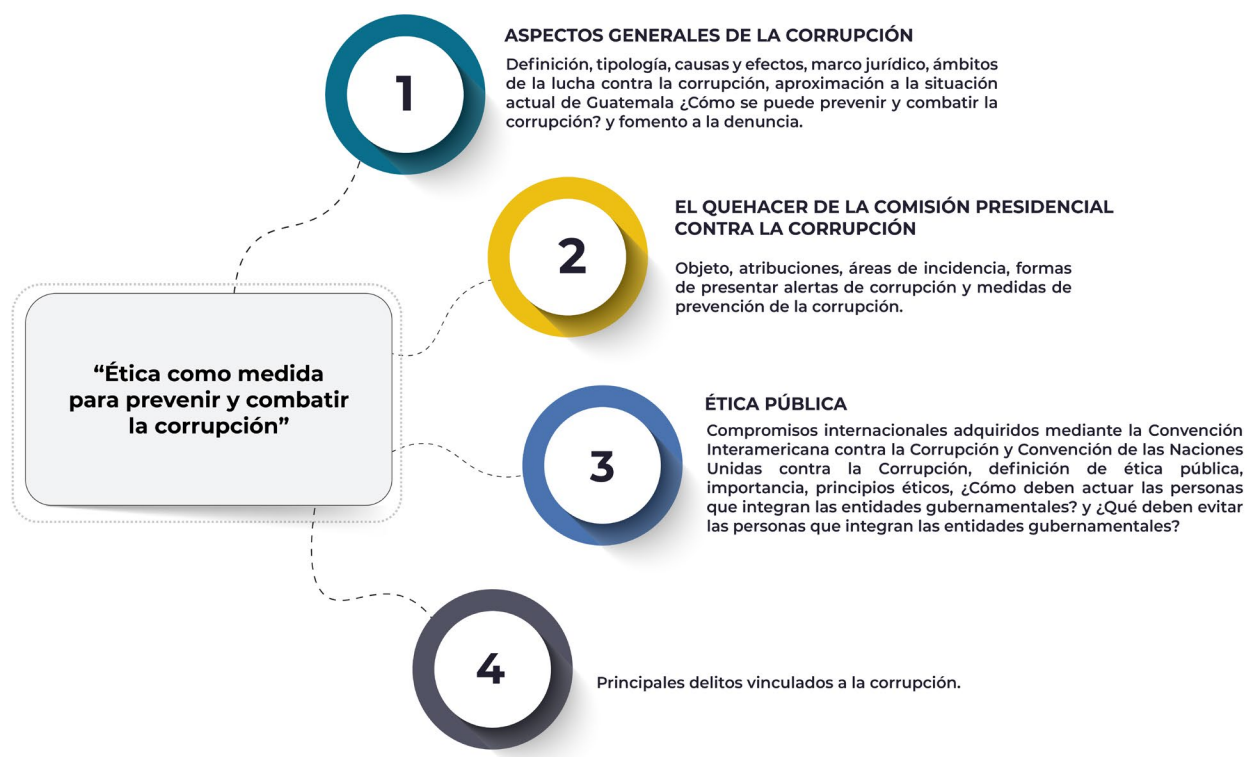 1
ASPECTOS GENERALES DE LA CORRUPCIÓN
Definición, tipología, causas y efectos, marco jurídico, ámbitos
de la lucha contra la corrupción, aproximación a la situación
actual de Guatemala ¿Cómo se puede prevenir y combatir la
corrupción? y fomento a la denuncia.
2
EL QUEHACER DE LA COMISIÓN PRESIDENCIAL
CONTRA LA CORRUPCIÓN
Objeto, atribuciones, áreas de incidencia, formas
de presentar alertas de corrupción y medidas de
prevención de la corrupción.
“Ética como medida
para prevenir y combatir
la corrupción”
3
ÉTICA PÚBLICA
Compromisos internacionales adquiridos mediante la Convención
Interamericana contra la Corrupción y Convención de las Naciones
Unidas contra la Corrupción, definición de ética pública,
importancia, principios éticos, ¿Cómo deben actuar las personas
que integran las entidades gubernamentales? y ¿Qué deben evitar
las personas que integran las entidades gubernamentales?
4
Principales delitos vinculados a la corrupción.